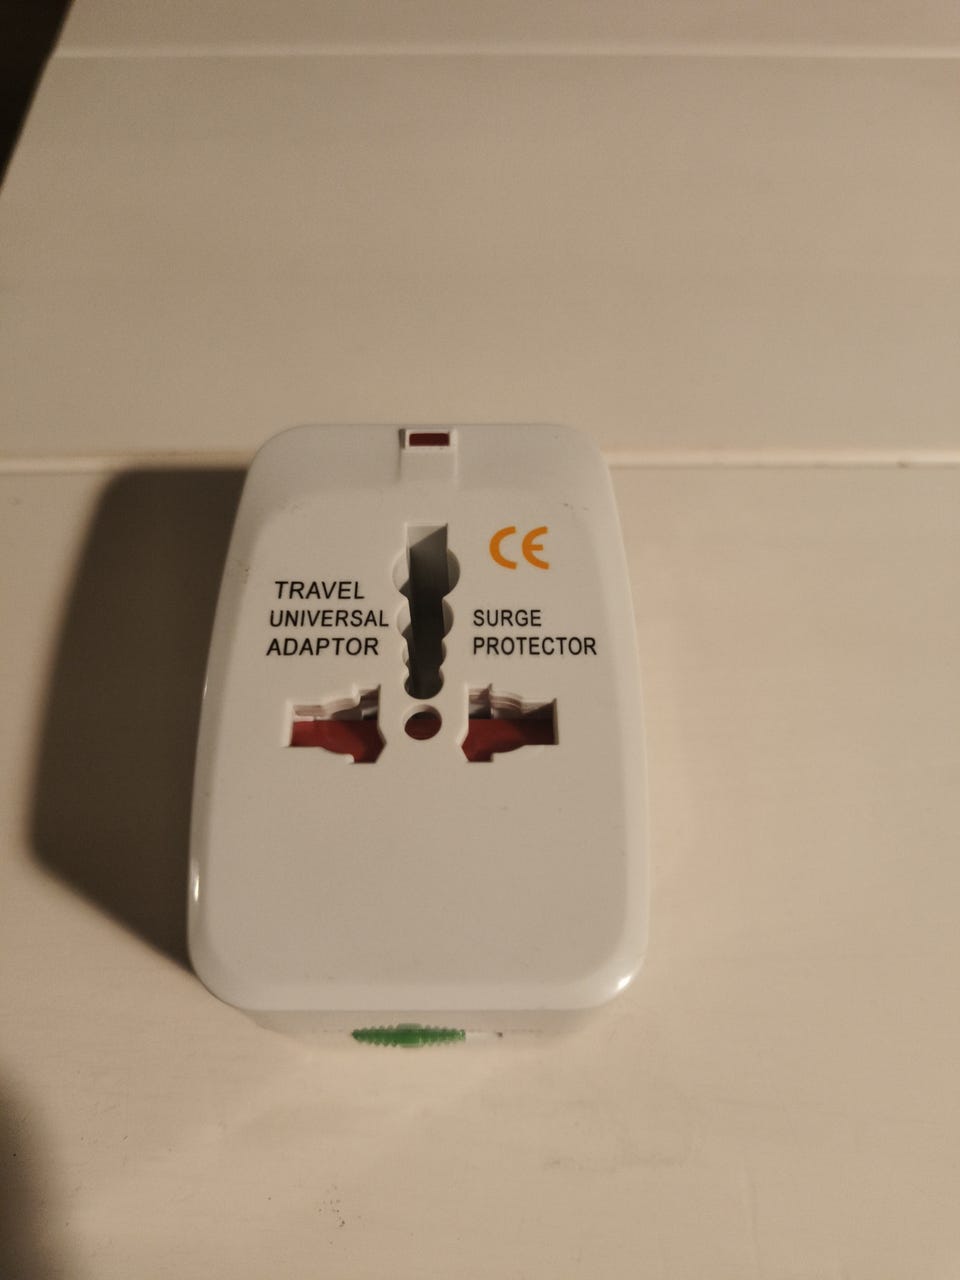 CE
TRAVEL
UNIVERSAL
ADAPTOR
SURGE
PROTECTOR